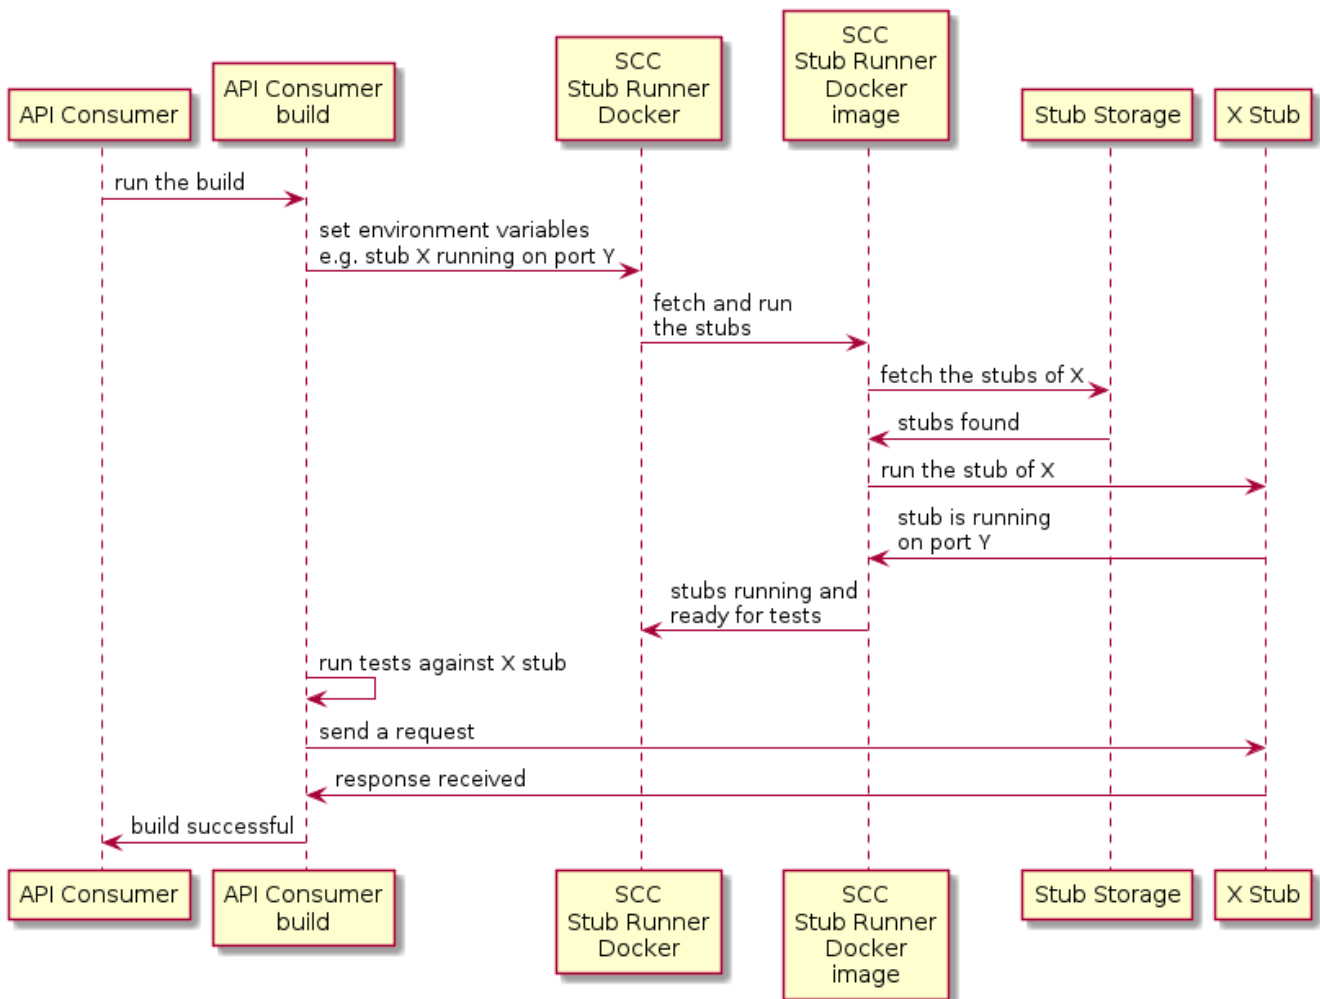 API Consumer
API Consumer
build
SCC
Stub Runner
Docker
SCC
Stub Runner
Docker
image
Stub Storage
X Stub
run the build
set environment variables
e.g. stub X running on port Y
fetch and run
the stubs
fetch the stubs of X
stubs found
run the stub of X
stub is running
on port Y
stubs running and
ready for tests
run tests against X stub
send a request
response received
build successful
API Consumer
API Consumer
build
SCC
Stub Runner
Docker
SCC
Stub Runner
Docker
image
Stub Storage
X Stub